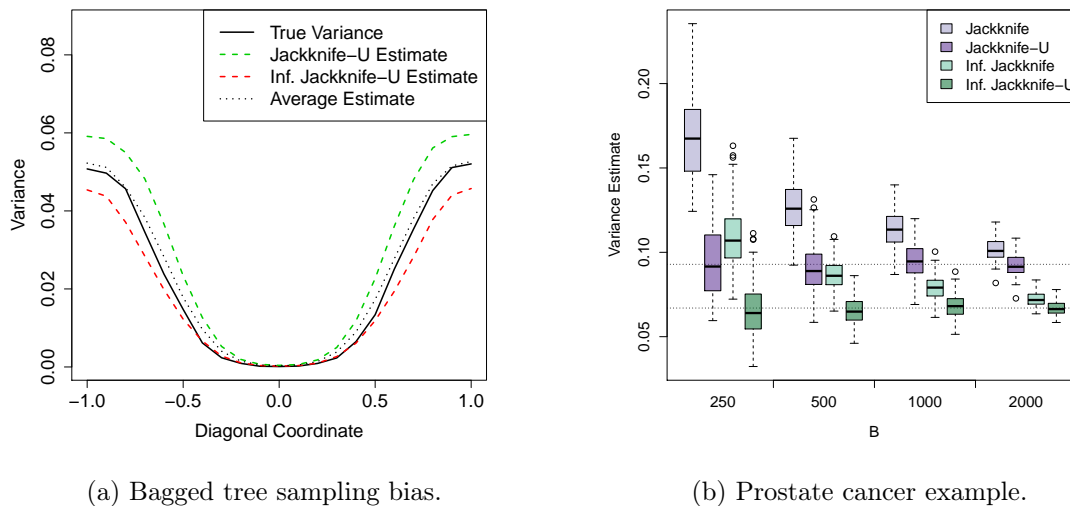 True Variance
Jackknife−U Estimate
Inf. Jackknife−U Estimate
Average Estimate
0.00 0.02 0.04 0.06 0.08
Variance
−1.0 −0.5 0.0 0.5 1.0
Diagonal Coordinate
(a) Bagged tree sampling bias.
Jackknife
Jackknife−U
Inf. Jackknife
Inf. Jackknife−U
0.05 0.10 0.15 0.20
Variance Estimate
250 500 1000 2000
B
(b) Prostate cancer example.